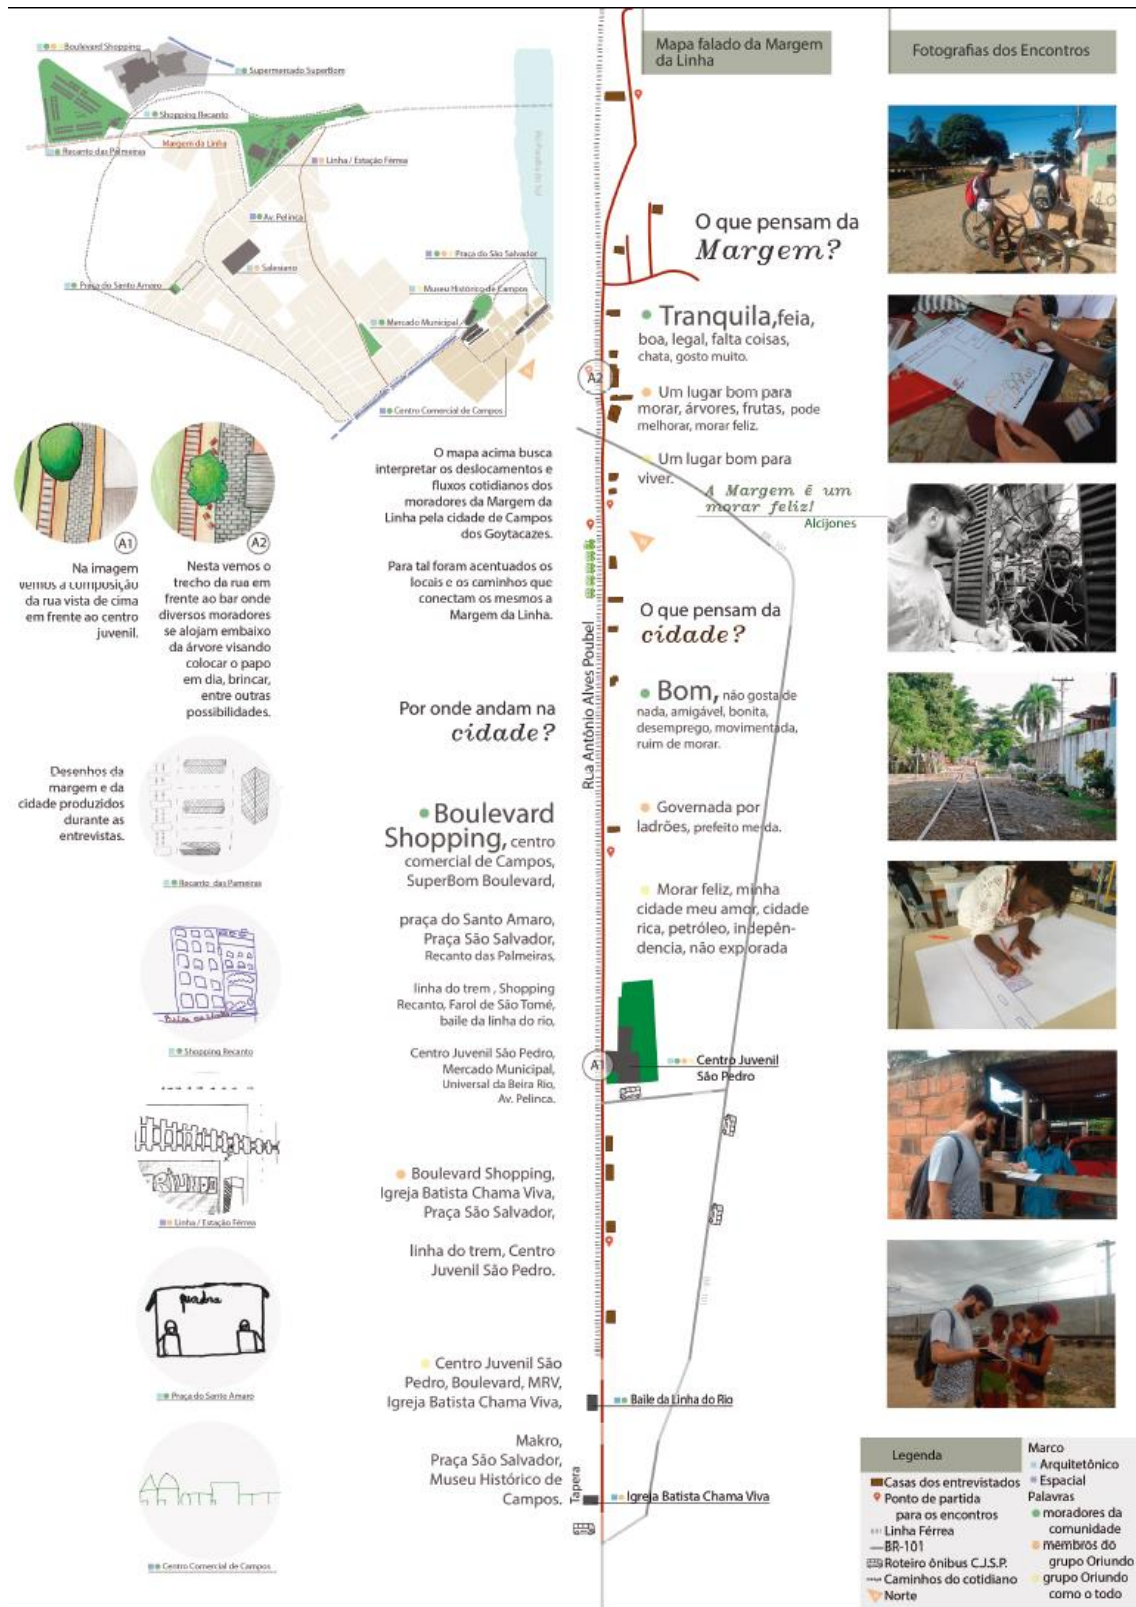 Boulevard Shopping
Supermercado SuperBom
Shopping Recanto
Margem da Linha
Recanto das Palmeiras
Linha / Estação Férrea
Rio Paraíba do Sul
Av. Pelinca
Salesiano
Praça do São Salvador
Praça do Santo Amaro
Museu Histórico de Campos
Mercado Municipal
Centro Comercial de Campos
A1
Na imagem
vemos a composição
da rua vista de cima
em frente ao centro
juvenil.
A2
Nesta vemos o
trecho da rua em
frente ao bar onde
diversos moradores
se alojam embaixo
da árvore visando
colocar o papo
em dia, brincar,
entre outras
possibilidades.
O mapa acima busca
interpretar os deslocamentos e
fluxos cotidianos dos
moradores da Margem da
Linha pela cidade de Campos
dos Goytacazes.
Para tal foram acentuados os
locais e os caminhos que
conectam os mesmos a
Margem da Linha.
Desenhos da
margem e da
cidade produzidos
durante as
entrevistas.
Recanto das Pameiras
Shopping Recanto
Linha / Estação Férrea
quadra
Praça do Santo Amaro
Centro Comercial de Campos
Por onde andam na
cidade?
Boulevard
Shopping, centro
comercial de Campos,
SuperBom Boulevard,
praça do Santo Amaro,
Praça São Salvador,
Recanto das Palmeiras,
linha do trem , Shopping
Recanto, Farol de São Tomé,
baile da linha do rio,
Centro Juvenil São Pedro,
Mercado Municipal,
Universal da Beira Rio,
Av. Pelinca.
Boulevard Shopping,
Igreja Batista Chama Viva,
Praça São Salvador,
linha do trem, Centro
Juvenil São Pedro.
Centro Juvenil São
Pedro, Boulevard, MRV,
Igreja Batista Chama Viva,
Makro,
Praça São Salvador,
Museu Histórico de
Campos.
Mapa falado da Margem
da Linha
O que pensam da
Margem?
Tranquila, feia,
boa, legal, falta coisas,
chata, gosto muito.
A2
Um lugar bom para
morar, árvores, frutas, pode
melhorar, morar feliz.
Um lugar bom para
viver.
A Margem é um
morar feliz!
Alcijones
BR-101
Rua Antônio Alves Poubel
O que pensam da
cidade?
Bom, não gosta de
nada, amigável, bonita,
desemprego, movimentada,
ruim de morar.
Governada por
ladrões, prefeito merda.
Morar feliz, minha
cidade meu amor, cidade
rica, petróleo, indepên-
dencia, não explorada
A
Centro Juvenil
São Pedro
Baile da Linha do Rio
Tapera
Igreja Batista Chama Viva
Fotografias dos Encontros
Legenda
Casas dos entrevistados
Ponto de partida
para os encontros
Linha Férrea
BR-101
Roteiro ônibus C.J.S.P.
Caminhos do cotidiano
Norte
Marco
Arquitetônico
Espacial
Palavras
moradores da
comunidade
membros do
grupo Oriundo
grupo Oriundo
como o todo